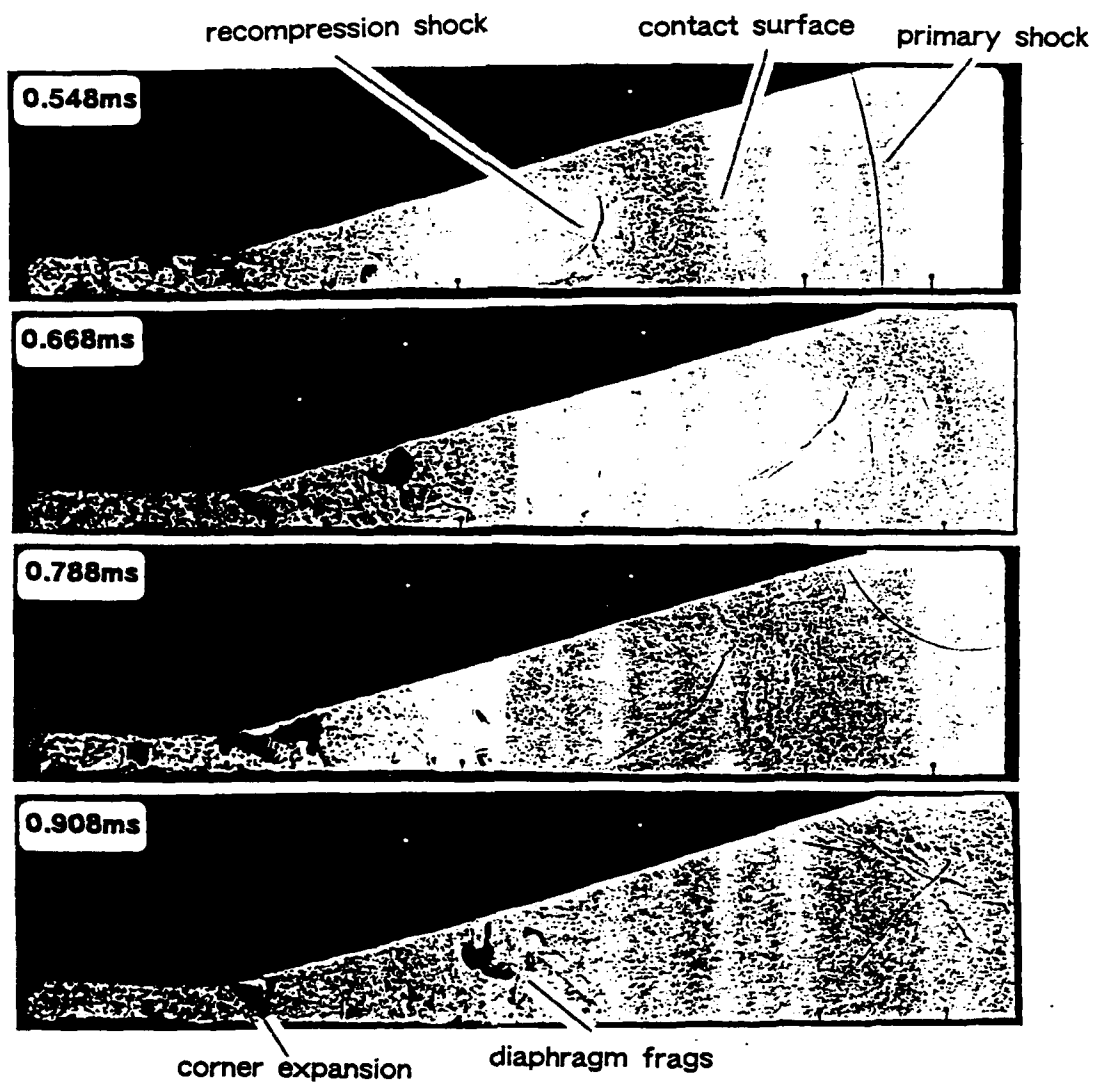 recompression shock
contact surface
primary shock
0.548ms
0.668ms
0.788ms
0.908ms
corner expansion
diaphragm frags